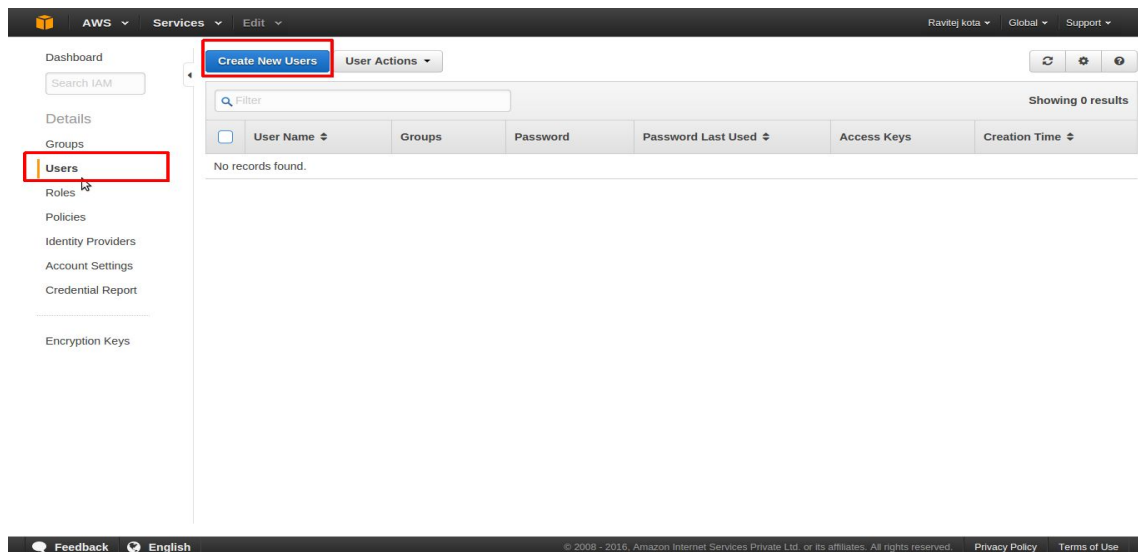 AWS Services Edit Ravitej kota Global Support
Dashboard
Search IAM
Details
Groups
Users
Roles
Policies
Identity Providers
Account Settings
Credential Report
Encryption Keys
Create New Users User Actions
Filter Showing 0 results
User Name Groups Password Password Last Used Access Keys Creation Time
No records found.
Feedback English © 2008 - 2016, Amazon Internet Services Private Ltd. or its affiliates. All rights reserved. Privacy Policy Terms of Use